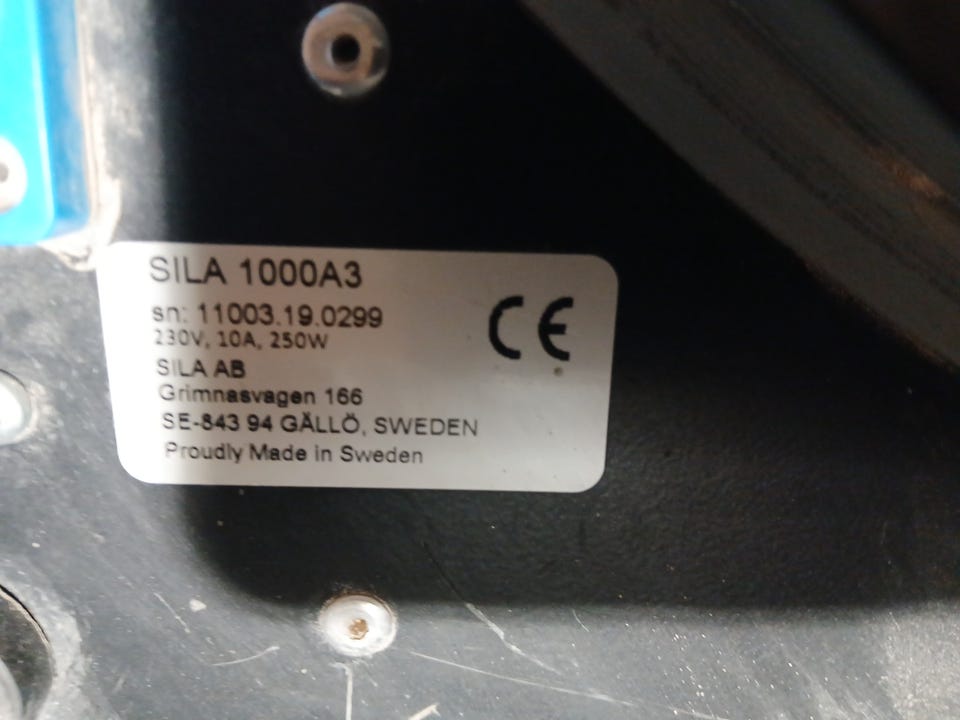 SILA 1000A3
sn: 11003.19.0299
230V, 10A, 250W
SILA AB
Grimnasvagen 166
SE-843 94 GÄLLÖ, SWEDEN
Proudly Made in Sweden
CE